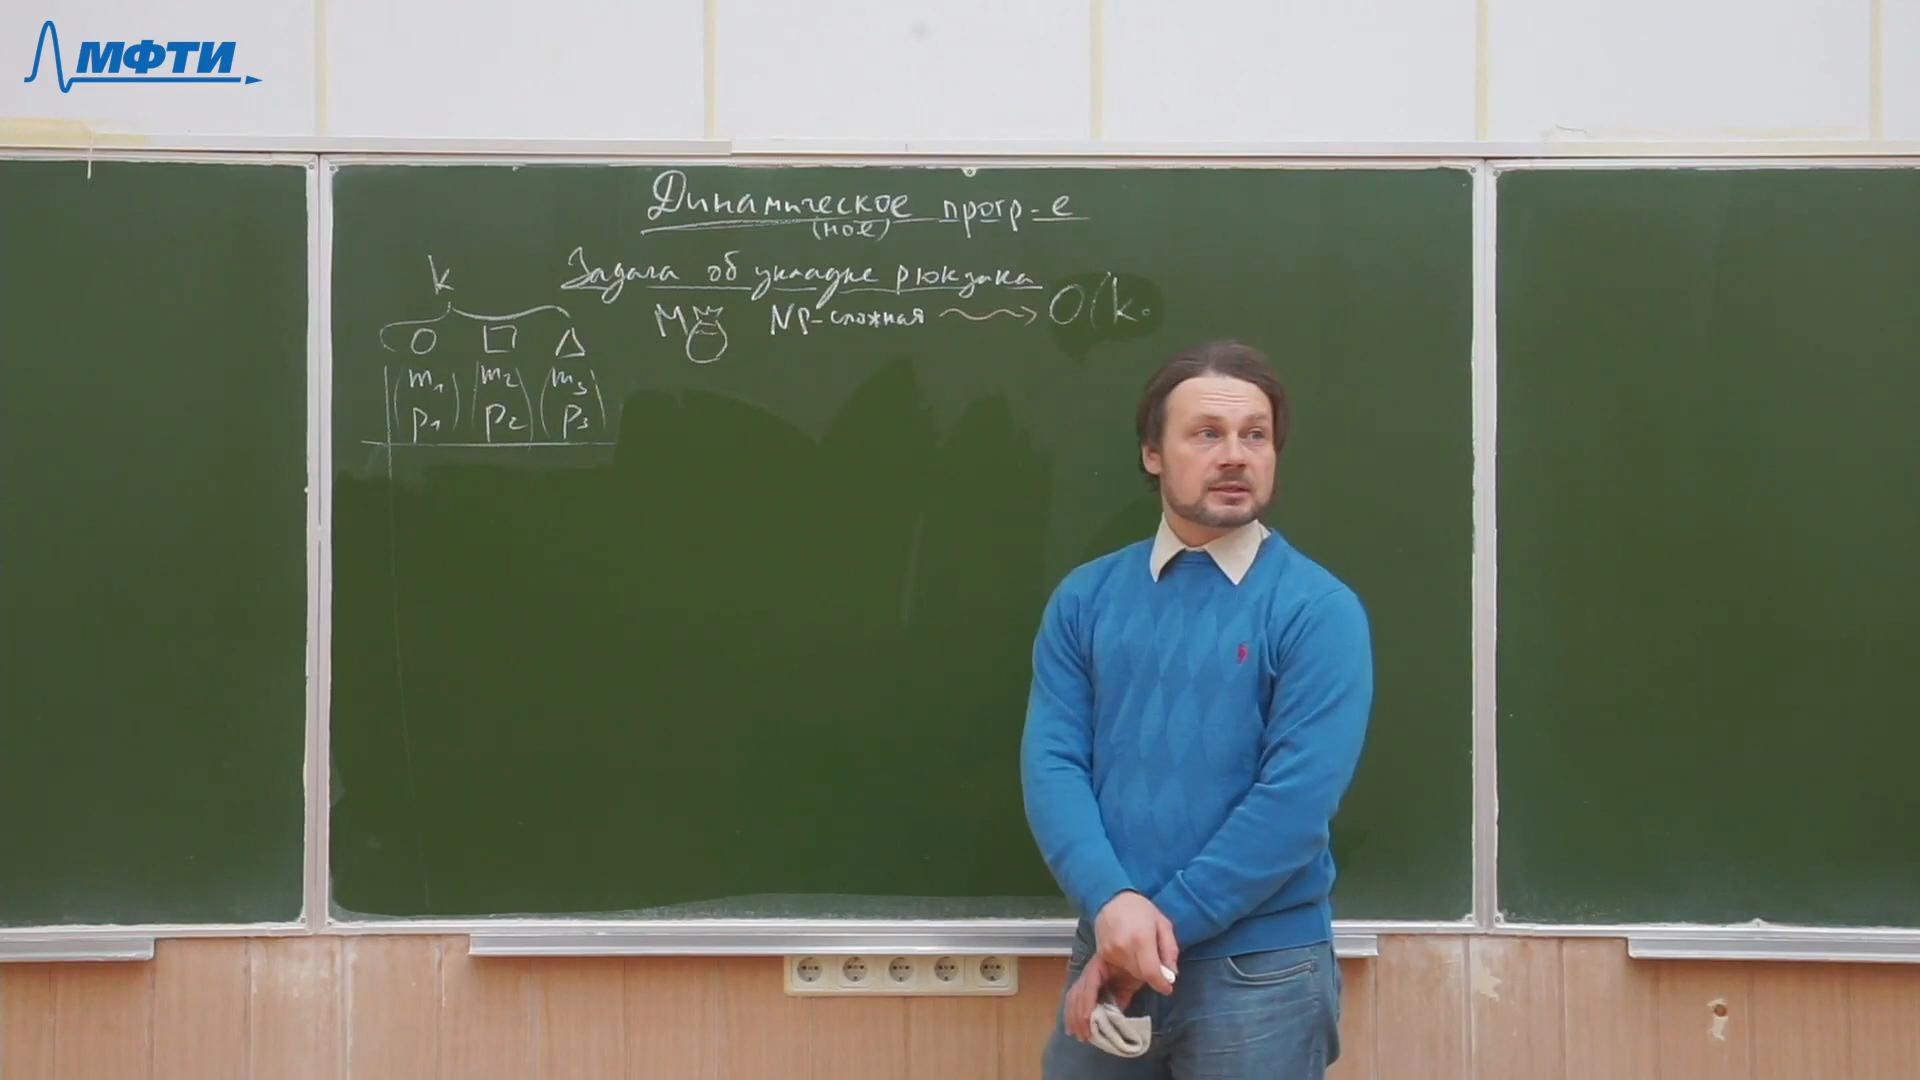 МФТИ
Динамическое прогр-е
(ное)
Задача об укладке рюкзака
k
M NP-сложная O(k.
m₁ m₂ m₃
p₁ p₂ p₃